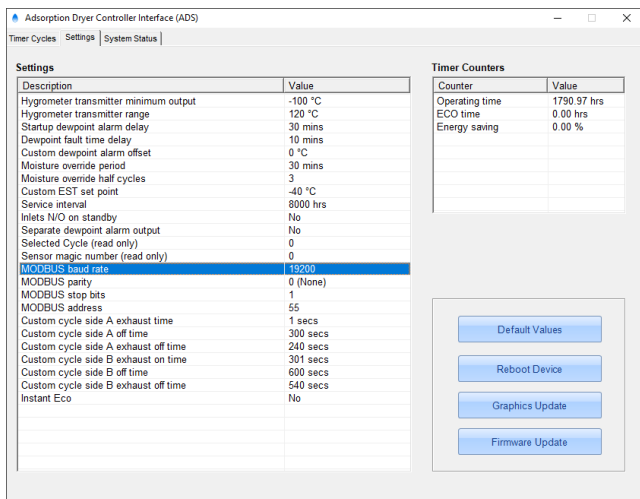 Adsorption Dryer Controller Interface (ADS)
Timer Cycles Settings System Status
Settings
Description Value
Hygrometer transmitter minimum output -100 °C
Hygrometer transmitter range 120 °C
Startup dewpoint alarm delay 30 mins
Dewpoint fault time delay 10 mins
Custom dewpoint alarm offset 0 °C
Moisture override period 30 mins
Moisture override half cycles 3
Custom EST set point -40 °C
Service interval 8000 hrs
Inlets N/O on standby No
Separate dewpoint alarm output No
Selected Cycle (read only) 0
Sensor magic number (read only) 0
MODBUS baud rate 19200
MODBUS parity 0 (None)
MODBUS stop bits 1
MODBUS address 55
Custom cycle side A exhaust time 1 secs
Custom cycle side A off time 300 secs
Custom cycle side A exhaust off time 240 secs
Custom cycle side B exhaust on time 301 secs
Custom cycle side B off time 600 secs
Custom cycle side B exhaust off time 540 secs
Instant Eco No
Timer Counters
Counter Value
Operating time 1790.97 hrs
ECO time 0.00 hrs
Energy saving 0.00 %
Default Values
Reboot Device
Graphics Update
Firmware Update